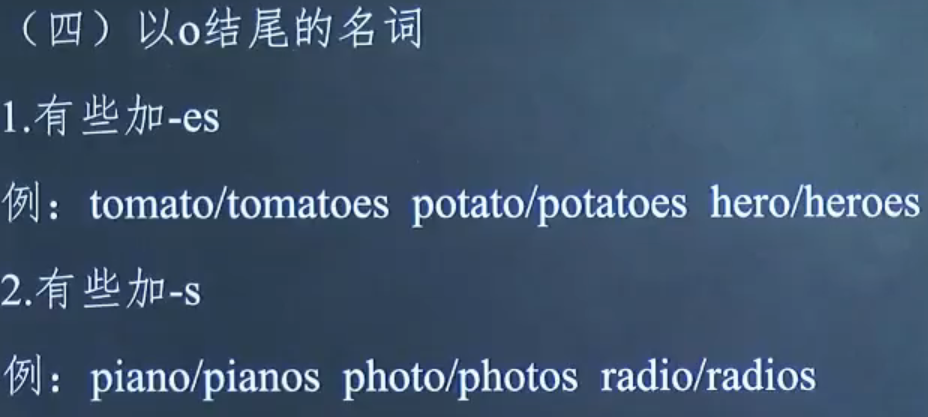 （四）以o结尾的名词
1.有些加-es
例：tomato/tomatoes potato/potatoes hero/heroes
2.有些加-s
例：piano/pianos photo/photos radio/radios